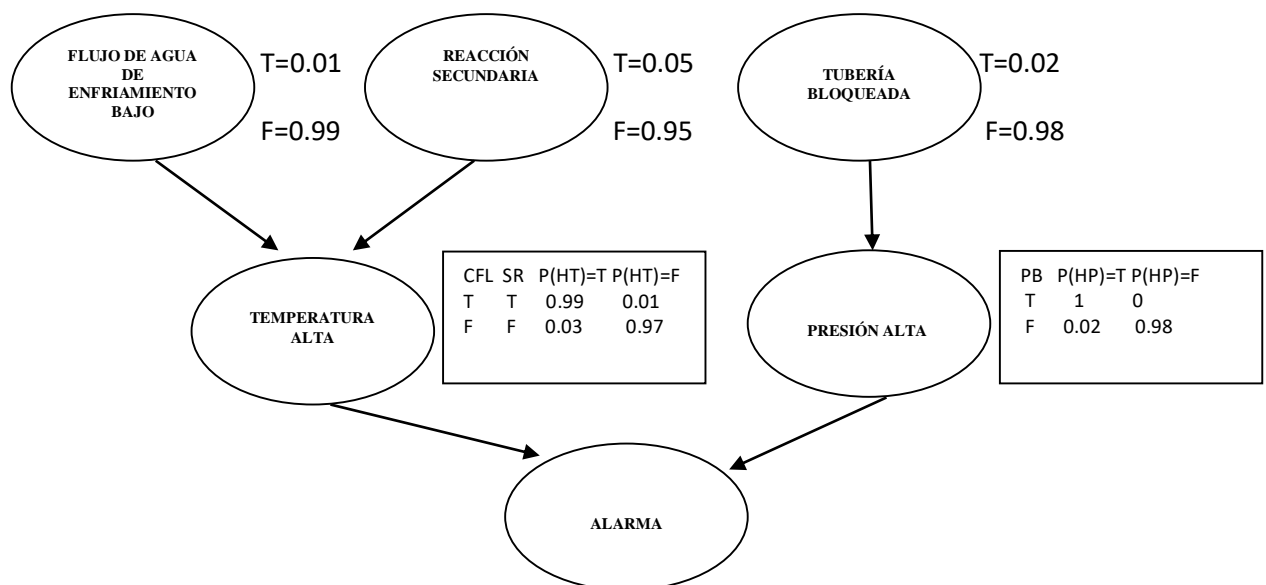 FLUJO DE AGUA
DE
ENFRIAMIENTO
BAJO
T=0.01
F=0.99
REACCIÓN
SECUNDARIA
T=0.05
F=0.95
TUBERÍA
BLOQUEADA
T=0.02
F=0.98
TEMPERATURA
ALTA
CFL SR P(HT)=T P(HT)=F
T T 0.99 0.01
F F 0.03 0.97
PRESIÓN ALTA
PB P(HP)=T P(HP)=F
T 1 0
F 0.02 0.98
ALARMA